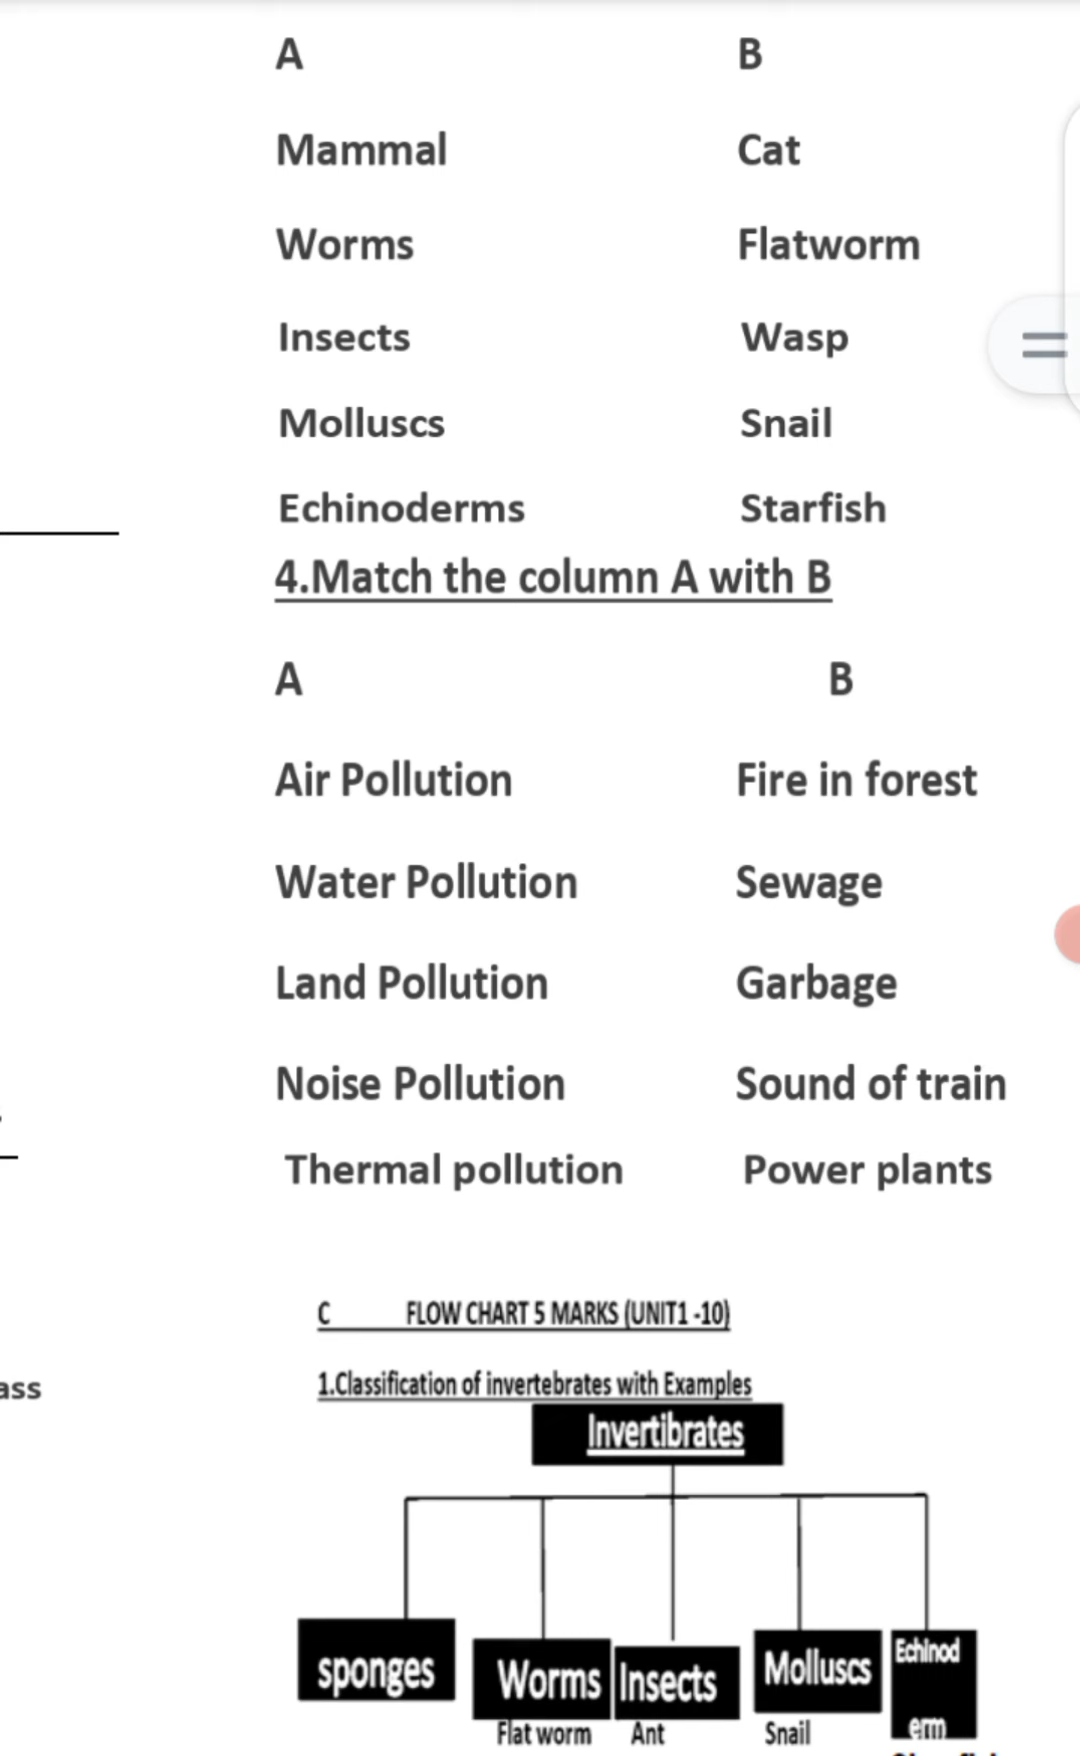 A B
Mammal Cat
Worms Flatworm
Insects Wasp
Molluscs Snail
Echinoderms Starfish
4.Match the column A with B
A B
Air Pollution Fire in forest
Water Pollution Sewage
Land Pollution Garbage
Noise Pollution Sound of train
Thermal pollution Power plants
C FLOW CHART 5 MARKS (UNIT1 -10)
ass
1.Classification of invertebrates with Examples
Invertibrates
sponges Worms Insects Molluscs Echinod
erm
Flat worm Ant Snail